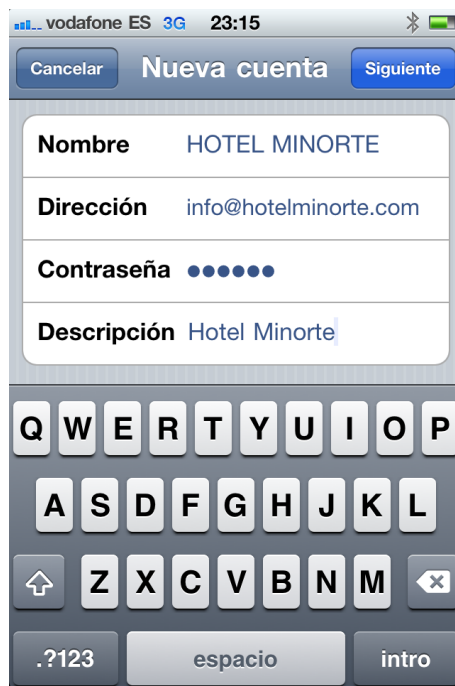 vodafone ES 3G 23:15
Cancelar Nueva cuenta Siguiente
Nombre HOTEL MINORTE
Dirección info@hotelminorte.com
Contraseña ●●●●●●
Descripción Hotel Minorte
Q W E R T Y U I O P
A S D F G H J K L
Z X C V B N M
.?123 espacio intro